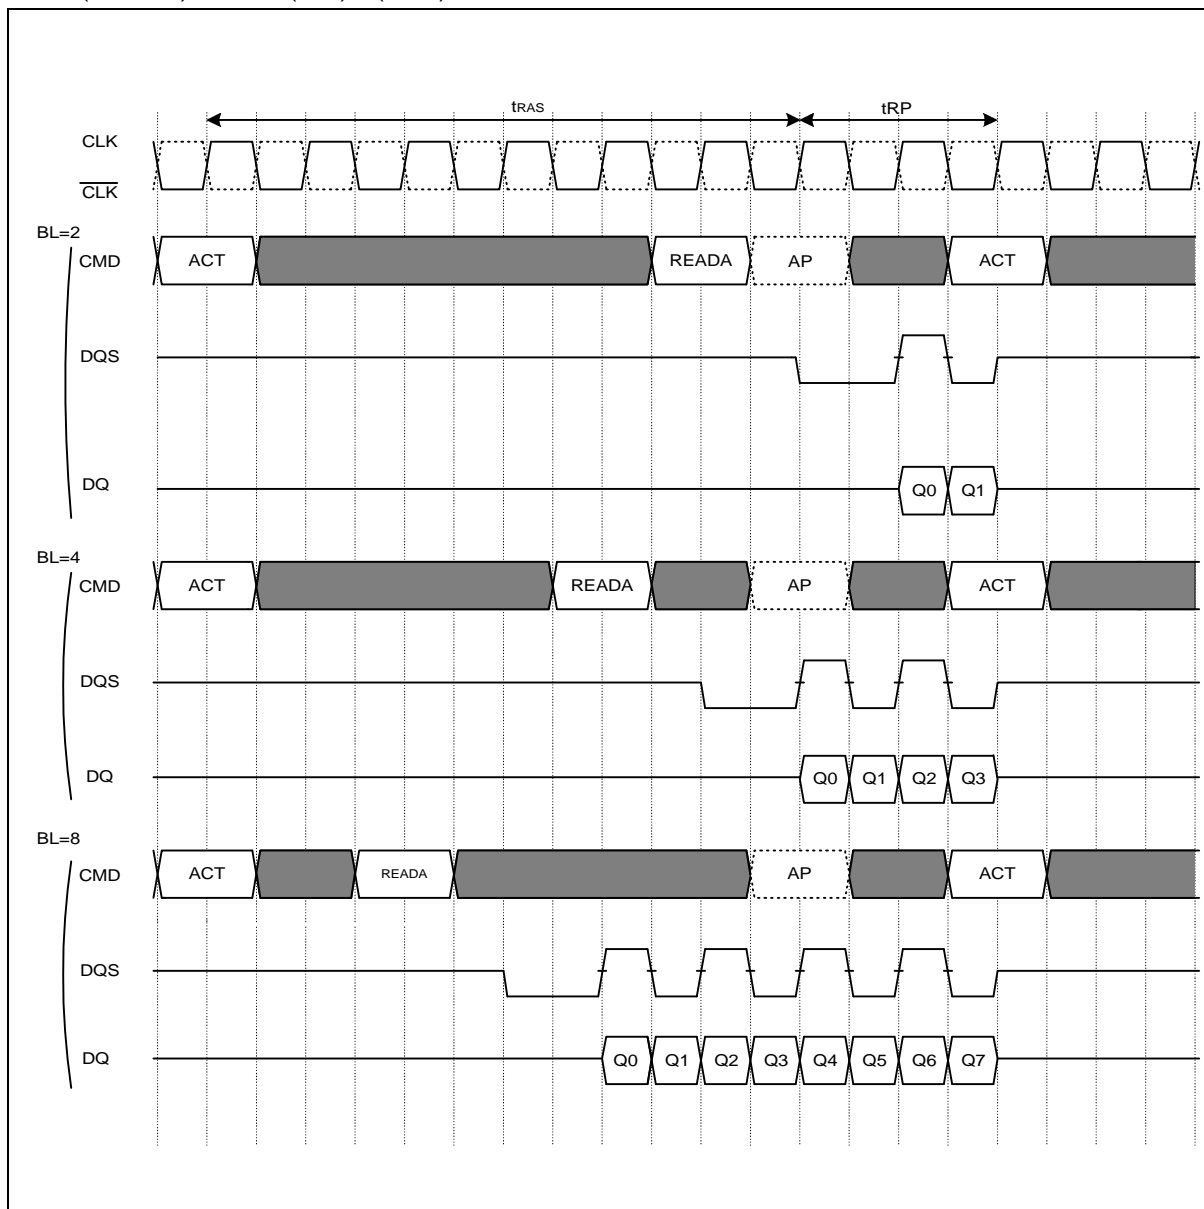 tRAS tRP
CLK
CLK
BL=2
CMD ACT READA AP ACT
DQS
DQ Q0 Q1
BL=4
CMD ACT READA AP ACT
DQS
DQ Q0 Q1 Q2 Q3
BL=8
CMD ACT READA AP ACT
DQS
DQ Q0 Q1 Q2 Q3 Q4 Q5 Q6 Q7